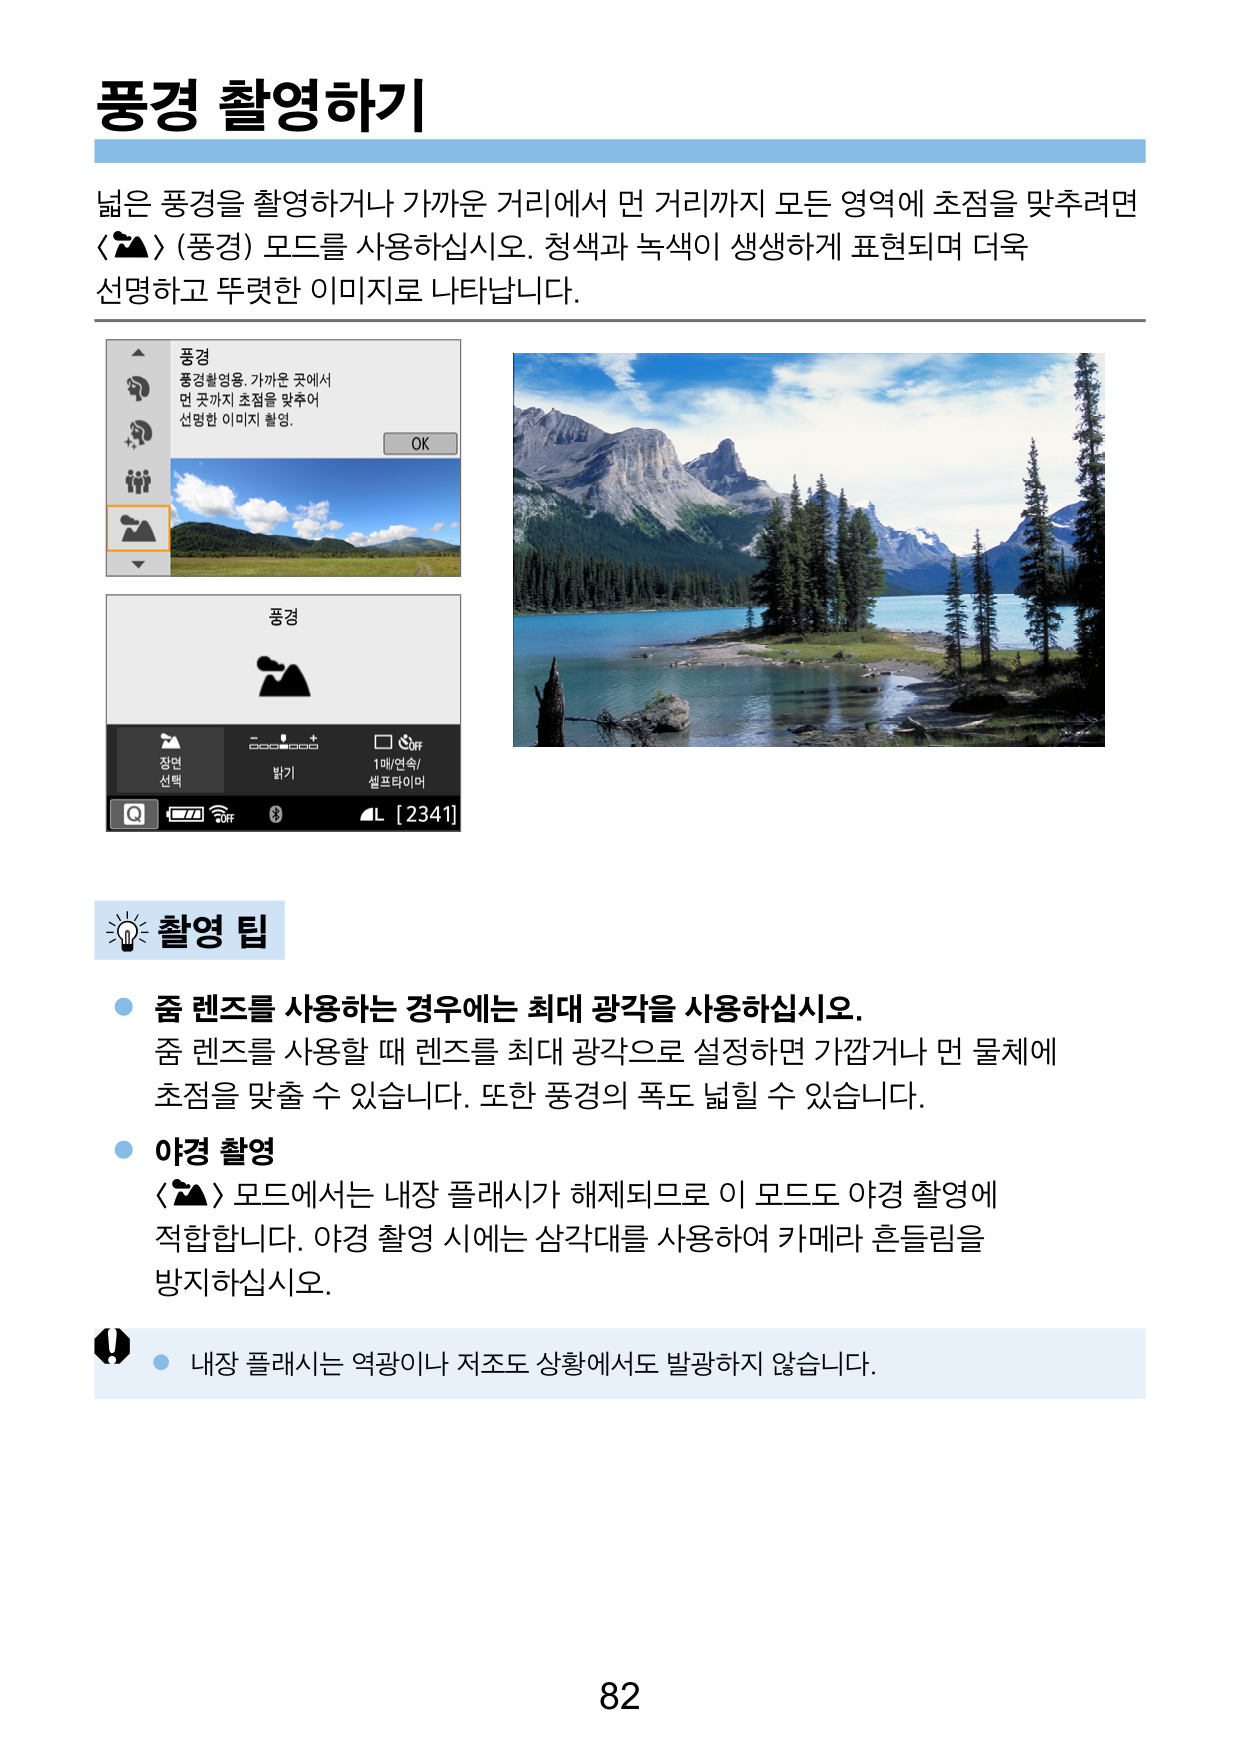 풍경 촬영하기
넓은 풍경을 촬영하거나 가까운 거리에서 먼 거리까지 모든 영역에 초점을 맞추려면
〈 〉 (풍경) 모드를 사용하십시오. 청색과 녹색이 생생하게 표현되며 더욱
선명하고 뚜렷한 이미지로 나타납니다.
풍경
풍경촬영용. 가까운 곳에서
먼 곳까지 초점을 맞추어
선명한 이미지 촬영.
OK
풍경
장면
선택
- +
밝기
OFF
1매/연속/
셀프타이머
Q OFF L [2341]
촬영 팁
● 줌 렌즈를 사용하는 경우에는 최대 광각을 사용하십시오.
줌 렌즈를 사용할 때 렌즈를 최대 광각으로 설정하면 가깝거나 먼 물체에
초점을 맞출 수 있습니다. 또한 풍경의 폭도 넓힐 수 있습니다.
● 야경 촬영
〈 〉 모드에서는 내장 플래시가 해제되므로 이 모드도 야경 촬영에
적합합니다. 야경 촬영 시에는 삼각대를 사용하여 카메라 흔들림을
방지하십시오.
● 내장 플래시는 역광이나 저조도 상황에서도 발광하지 않습니다.
82